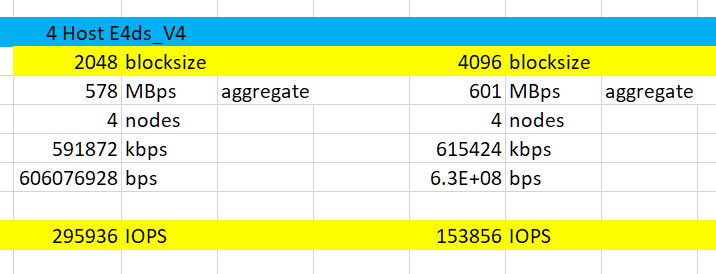 4 Host E4ds_V4
2048 blocksize 4096 blocksize
578 MBps aggregate 601 MBps aggregate
4 nodes 4 nodes
591872 kbps 615424 kbps
606076928 bps 6.3E+08 bps
295936 IOPS 153856 IOPS